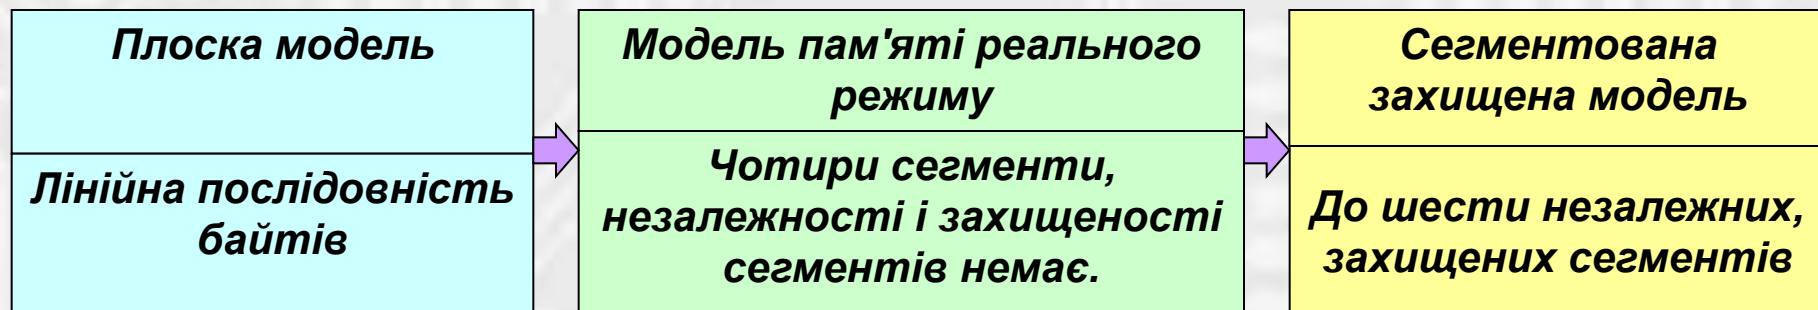 Плоска модель
Лінійна послідовність
байтів
Модель пам'яті реального
режиму
Чотири сегменти,
незалежності і захищеності
сегментів немає.
Сегментована
захищена модель
До шести незалежних,
захищених сегментів